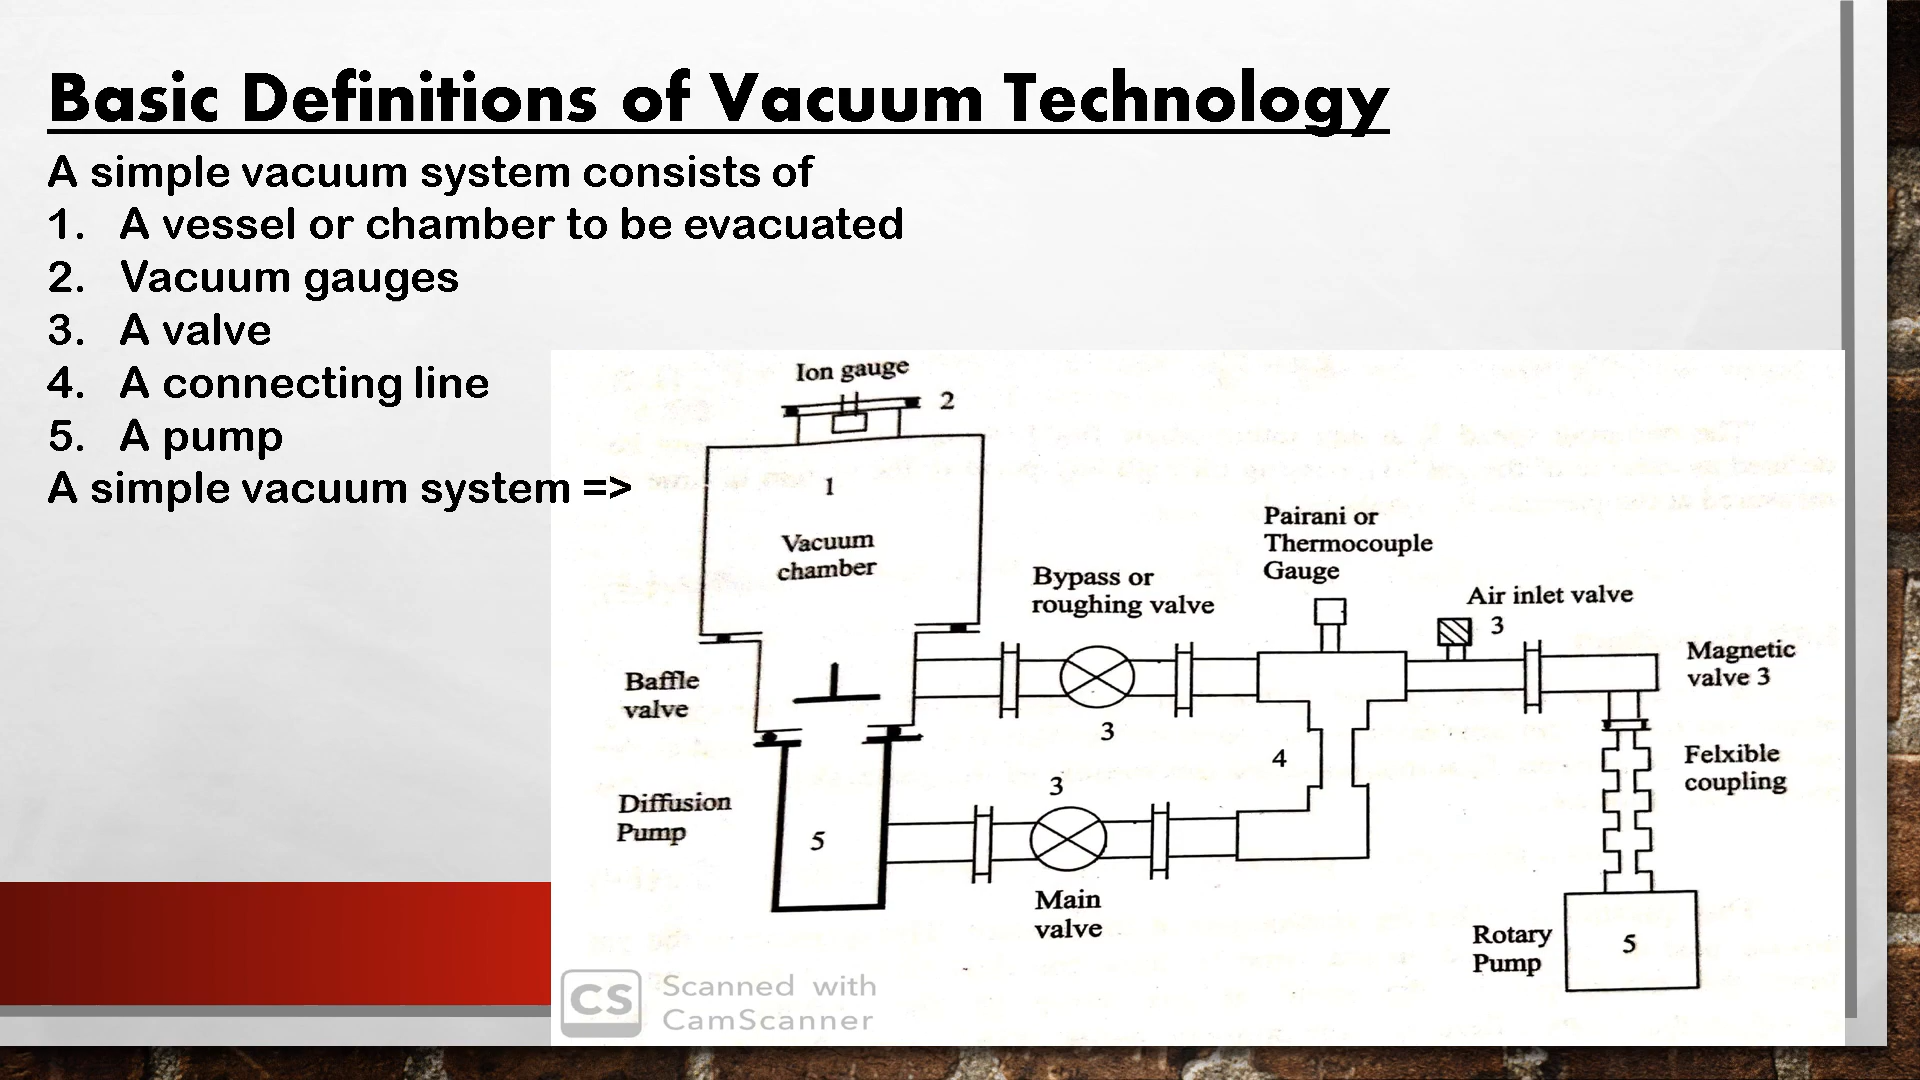 Basic Definitions of Vacuum Technology
A simple vacuum system consists of
1. A vessel or chamber to be evacuated
2. Vacuum gauges
3. A valve
4. A connecting line
5. A pump
A simple vacuum system =>
Ion gauge
2
1
Vacuum
chamber
Pairani or
Thermocouple
Gauge
Bypass or
roughing valve
Air inlet valve
3
Magnetic
valve 3
Baffle
valve
3
4
Felxible
coupling
3
Diffusion
Pump
5
Main
valve
Rotary
Pump
5
CS
Scanned with
CamScanner